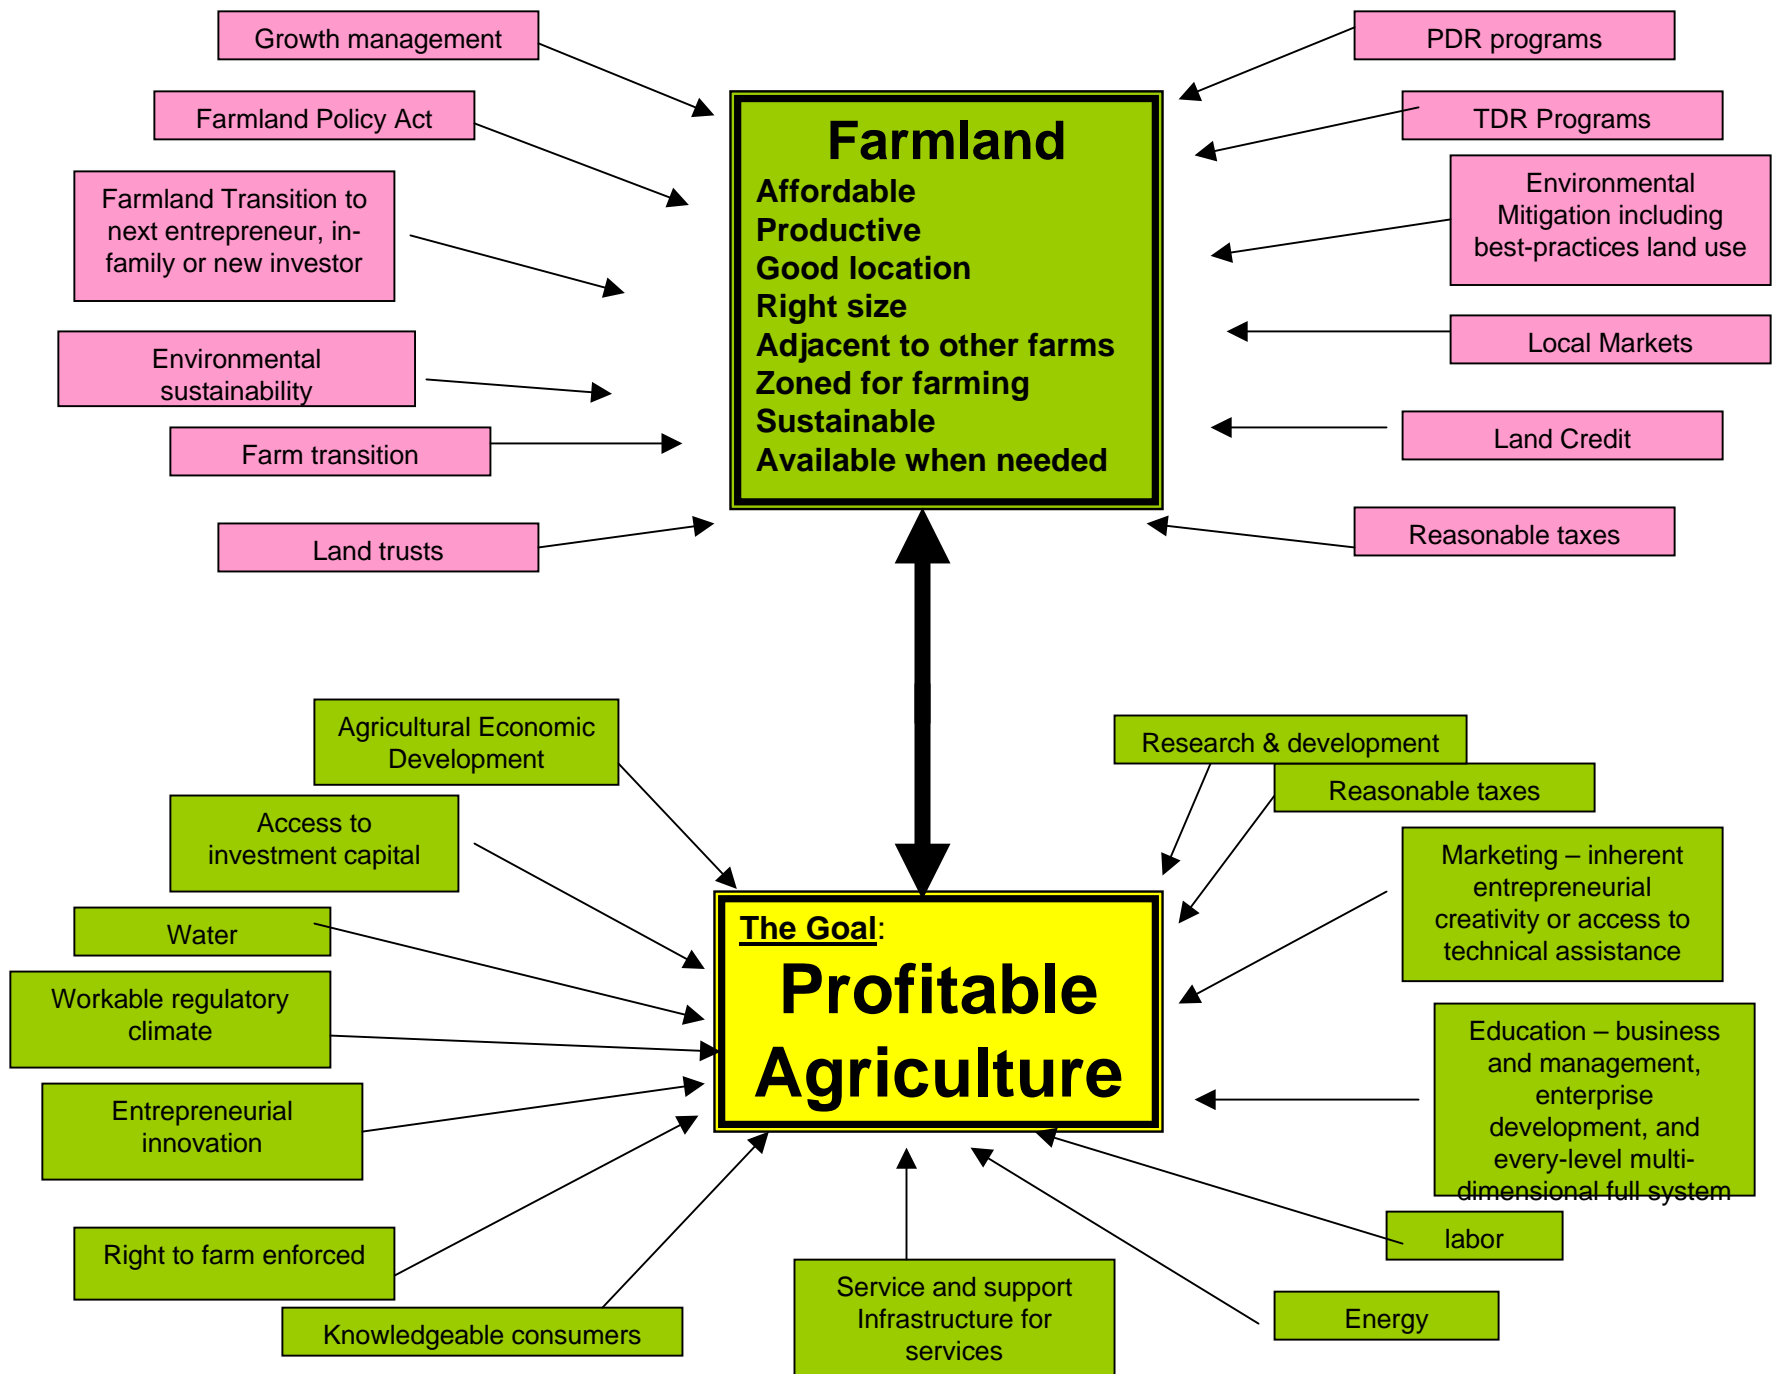 Growth management
PDR programs
Farmland Policy Act
TDR Programs
Farmland Transition to
next entrepreneur, in-
family or new investor
Environmental
Mitigation including
best-practices land use
Environmental
sustainability
Local Markets
Farm transition
Land Credit
Land trusts
Reasonable taxes
Farmland
Affordable
Productive
Good location
Right size
Adjacent to other farms
Zoned for farming
Sustainable
Available when needed
Agricultural Economic
Development
Research & development
Reasonable taxes
Access to
investment capital
Marketing – inherent
entrepreneurial
creativity or access to
technical assistance
Water
Workable regulatory
climate
The Goal:
Profitable
Agriculture
Education – business
and management,
enterprise
development, and
every-level multi-
dimensional full system
Entrepreneurial
innovation
labor
Right to farm enforced
Service and support
Infrastructure for
services
Energy
Knowledgeable consumers